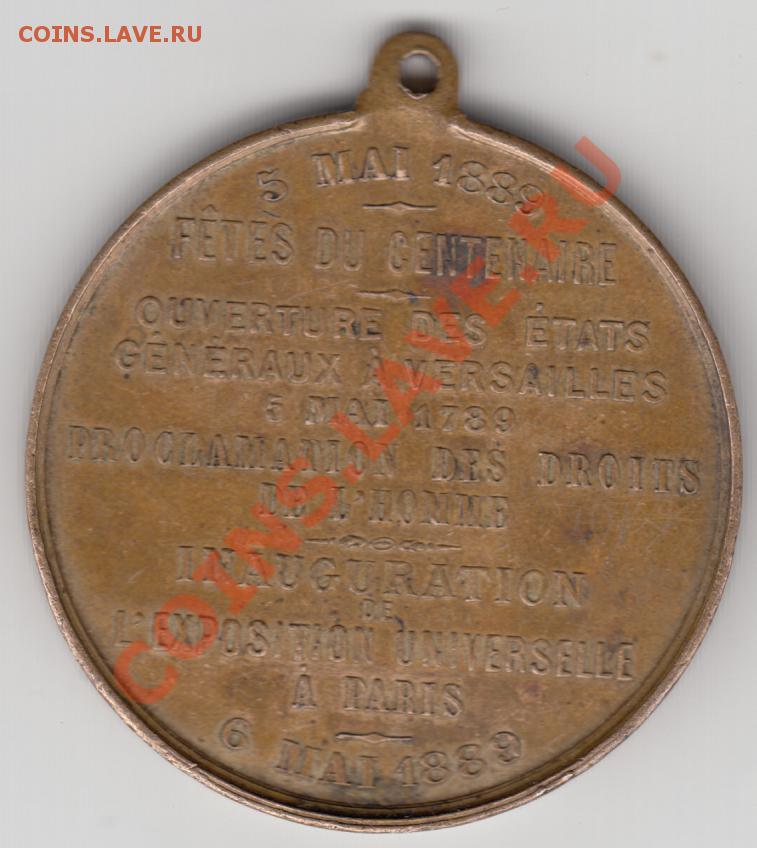 COINS.LAVE.RU
5 MAI 1889
FÊTES DU CENTENAIRE
OUVERTURE DES ÉTATS
GÉNÉRAUX À VERSAILLES
5 MAI 1789
PROCLAMATION DES DROITS
DE L'HOMME
INAUGURATION
DE
L'EXPOSITION UNIVERSELLE
A PARIS
6 MAI 1889
COINS.LAVE.RU